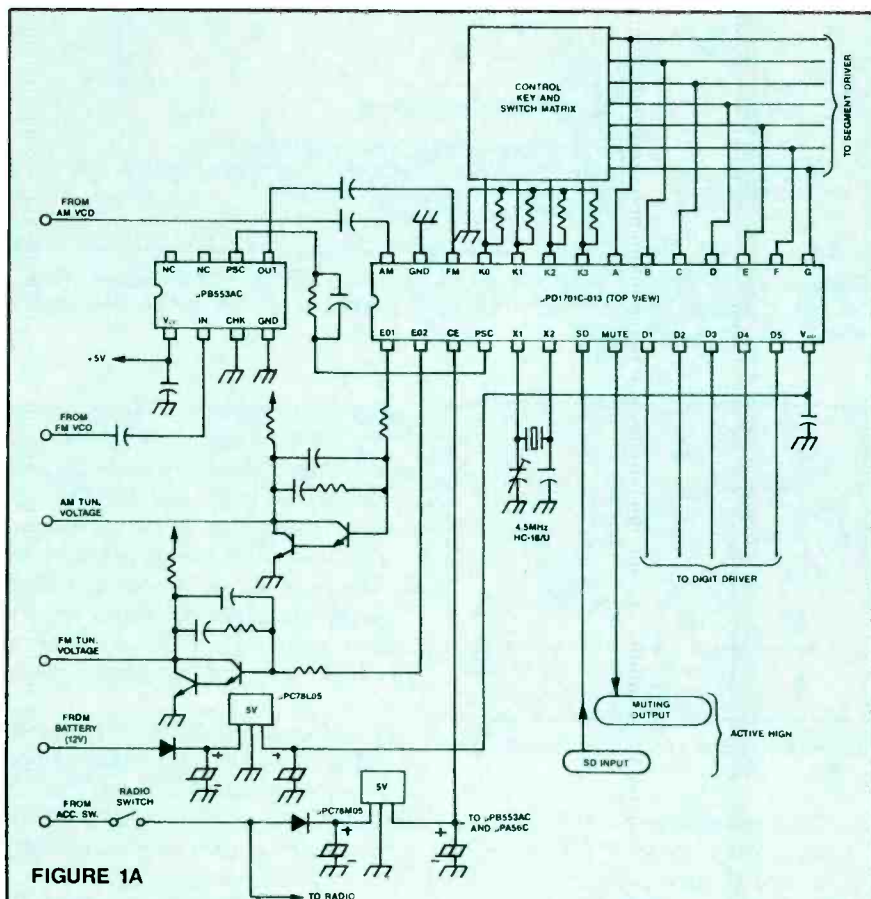 CONTROL
KEY AND
SWITCH MATRIX
TO SEGMENT DRIVER
FROM
AM VCO
NC NC PSC OUT
µPB553AC
VCC IN CHK GND
+5V
AM GND FM K0 K1 K2 K3 A B C D E F G
µPD1701C-013 (TOP VIEW)
EO1 EO2 CE PSC X1 X2 SD MUTE D1 D2 D3 D4 D5
FROM
FM VCO
AM TUN.
VOLTAGE
4.5MHz
HC-18/U
TO DIGIT DRIVER
FM TUN.
VOLTAGE
µPC78L05
5V
FROM
BATTERY
(12V)
MUTING
OUTPUT
ACTIVE HIGH
SD INPUT
5V
FROM
ACC. SW.
RADIO
SWITCH
µPC78M05
TO µPB553AC
AND µPA56C
FIGURE 1A
TO RADIO